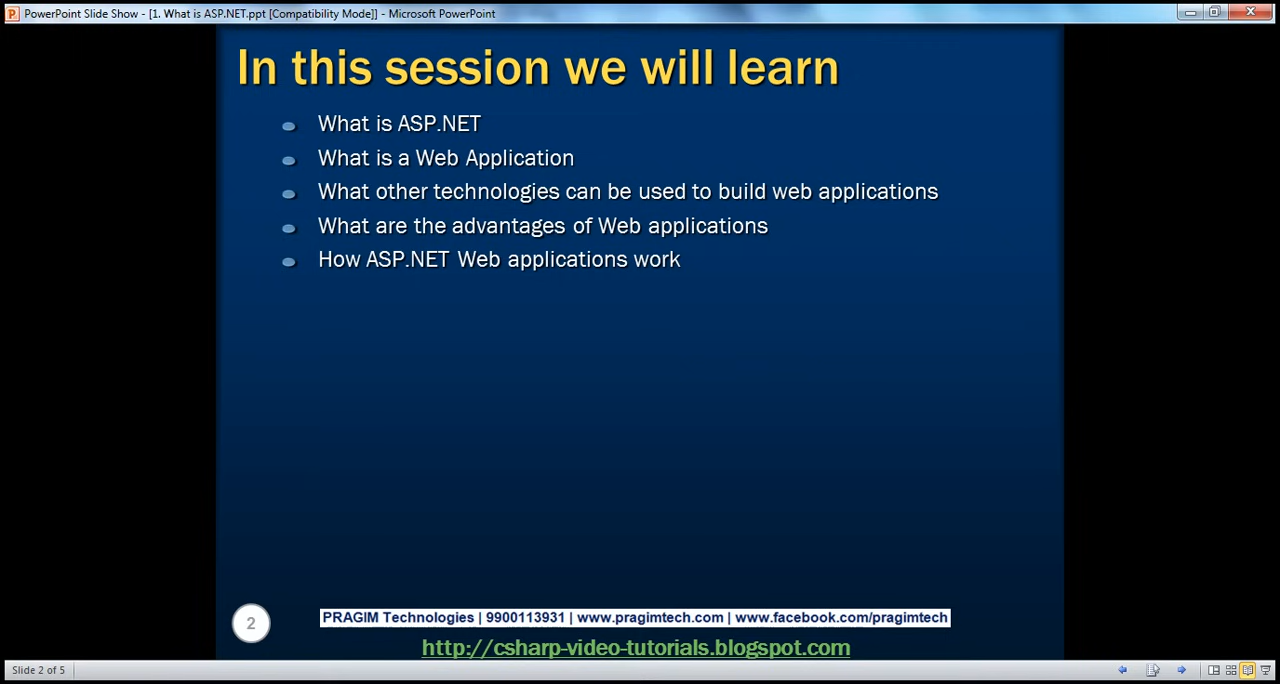 PowerPoint Slide Show - [1. What is ASP.NET.ppt [Compatibility Mode]] - Microsoft PowerPoint
In this session we will learn
What is ASP.NET
What is a Web Application
What other technologies can be used to build web applications
What are the advantages of Web applications
How ASP.NET Web applications work
2
PRAGIM Technologies | 9900113931 | www.pragimtech.com | www.facebook.com/pragimtech
http://csharp-video-tutorials.blogspot.com
Slide 2 of 5